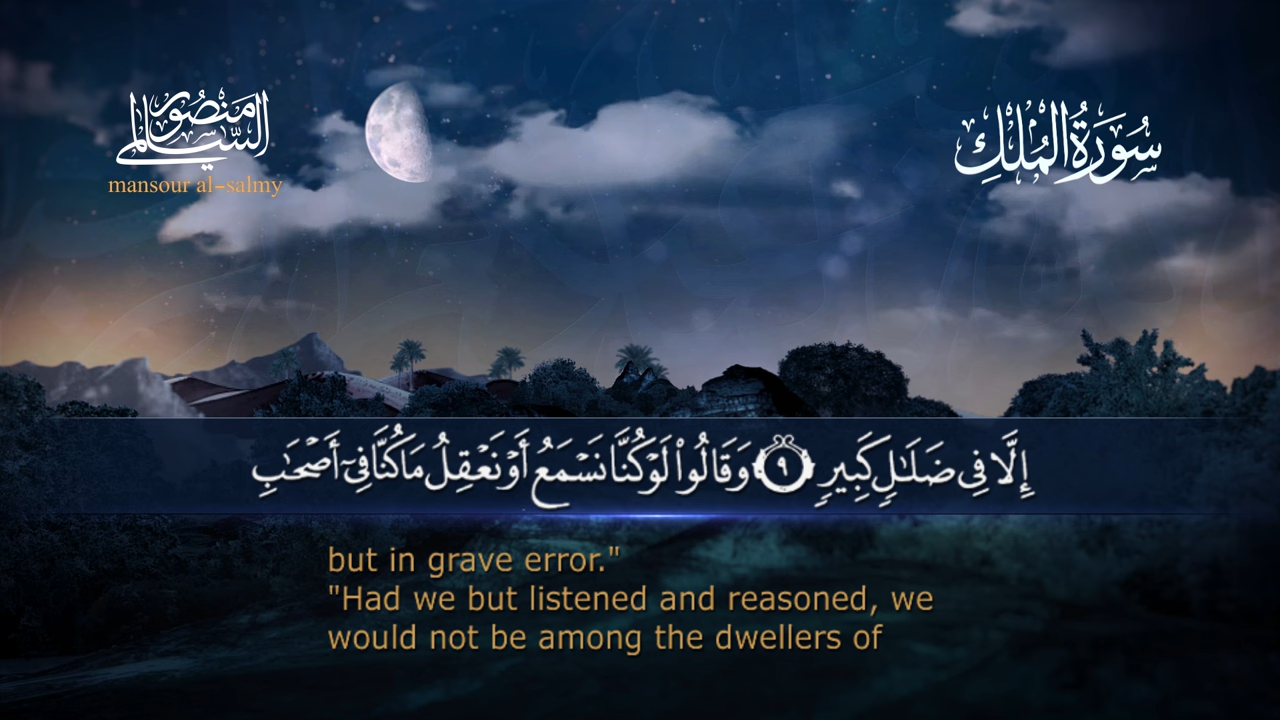 منصور
السالمي
mansour al-salmy
سُورَةُ المُلْكِ
إِلَّا فِى ضَلَـٰلٍ كَبِيرٍ ۝٩ وَقَالُوا۟ لَوْ كُنَّا نَسْمَعُ أَوْ نَعْقِلُ مَا كُنَّا فِىٓ أَصْحَـٰبِ
but in grave error."
"Had we but listened and reasoned, we
would not be among the dwellers of